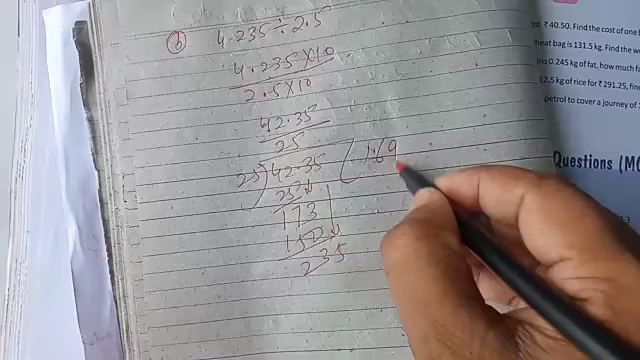 (b) 4.235 ÷ 2.5
4.235×10
2.5×10
42.35
25
25) 42.35 ( 1.69
25
173
150
235
st ₹40.50. Find the cost of one
heat bag is 131.5 kg. Find the w
ins 0.245 kg of fat, how much fa
12.5 kg of rice for ₹291.25, fin
petrol to cover a journey of
Questions (M